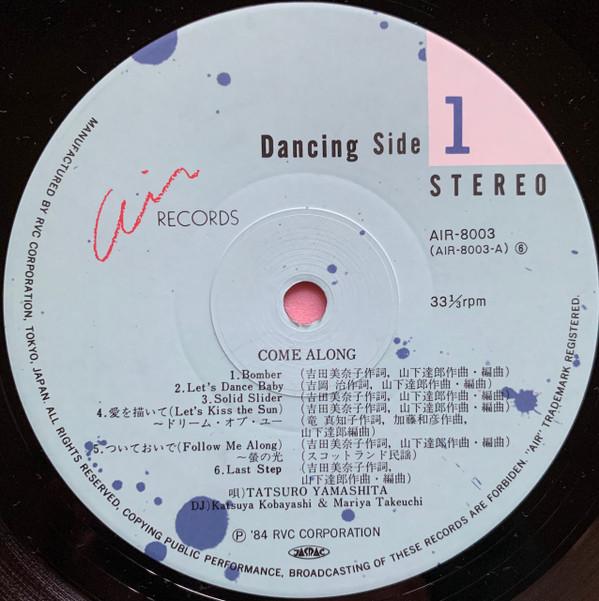 Dancing Side 1
STEREO
Air RECORDS
AIR-8003
(AIR-8003-A) ⑥
33⅓rpm
COME ALONG
1.Bomber (吉田美奈子作詞, 山下達郎作曲・編曲)
2.Let's Dance Baby (吉岡 治作詞, 山下達郎作曲・編曲)
3.Solid Slider (吉田美奈子作詞, 山下達郎作曲・編曲)
4.愛を描いて(Let's Kiss the Sun) (吉田美奈子作詞, 山下達郎作曲・編曲)
～ドリーム・オブ・ユー (竜 真知子作詞, 加藤和彦作曲,
山下達郎編曲)
5.ついておいで(Follow Me Along) (吉田美奈子作詞, 山下達郎作曲・編曲)
～螢の光 (スコットランド民謡)
6.Last Step (吉田美奈子作詞,
山下達郎作曲・編曲)
唄)TATSURO YAMASHITA
DJ)Katsuya Kobayashi & Mariya Takeuchi
Ⓟ '84 RVC CORPORATION
JASRAC
MANUFACTURED BY RVC CORPORATION, TOKYO, JAPAN. ALL RIGHTS RESERVED, COPYING PUBLIC PERFORMANCE, BROADCASTING OF THESE RECORDS ARE FORBIDDEN. "AIR" TRADEMARK REGISTERED.